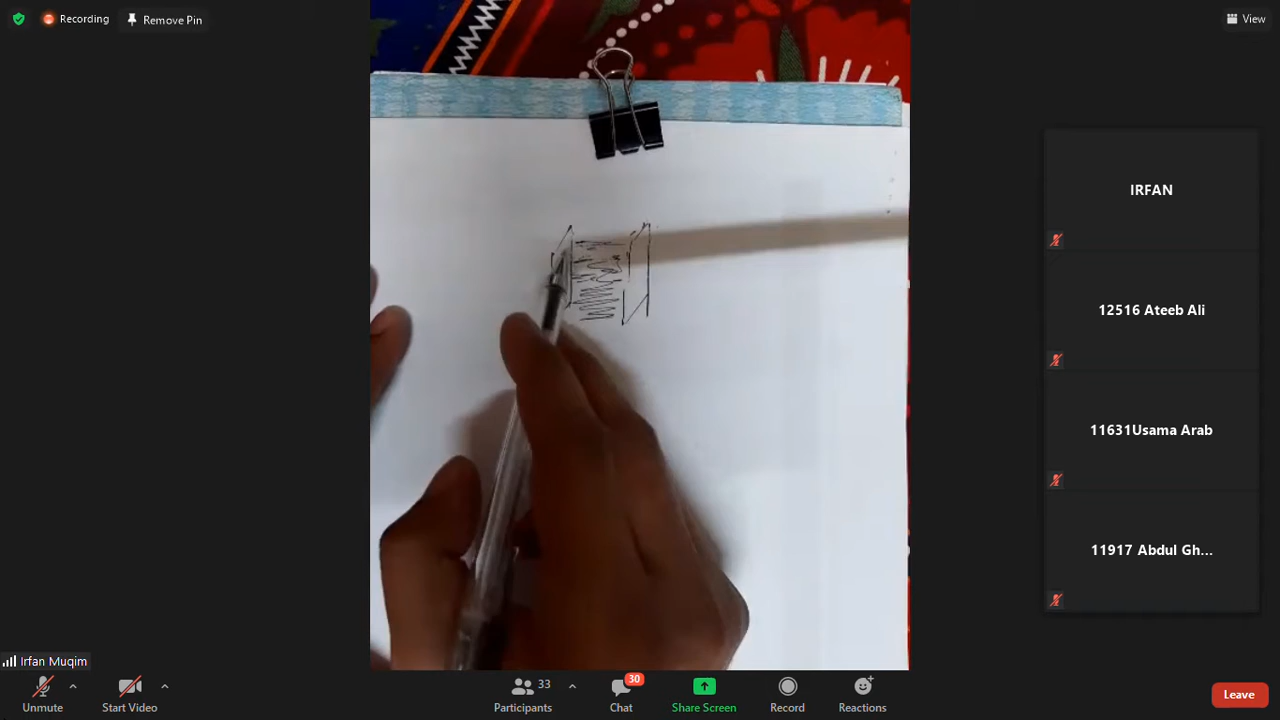 Recording
Remove Pin
View
IRFAN
12516 Ateeb Ali
11631Usama Arab
11917 Abdul Gh...
Irfan Muqim
Unmute
Start Video
33
Participants
30
Chat
Share Screen
Record
Reactions
Leave